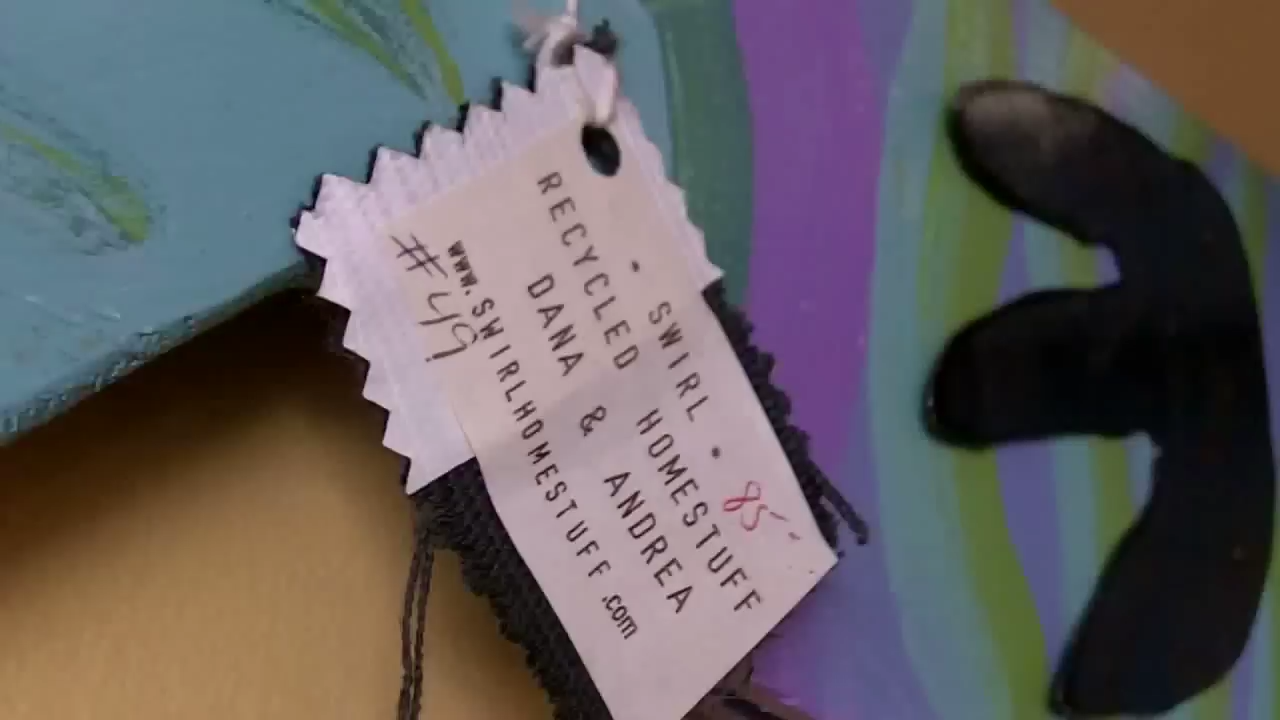 • SWIRL •
RECYCLED HOMESTUFF
DANA & ANDREA
www.SWIRLHOMESTUFF.com
#49
85-